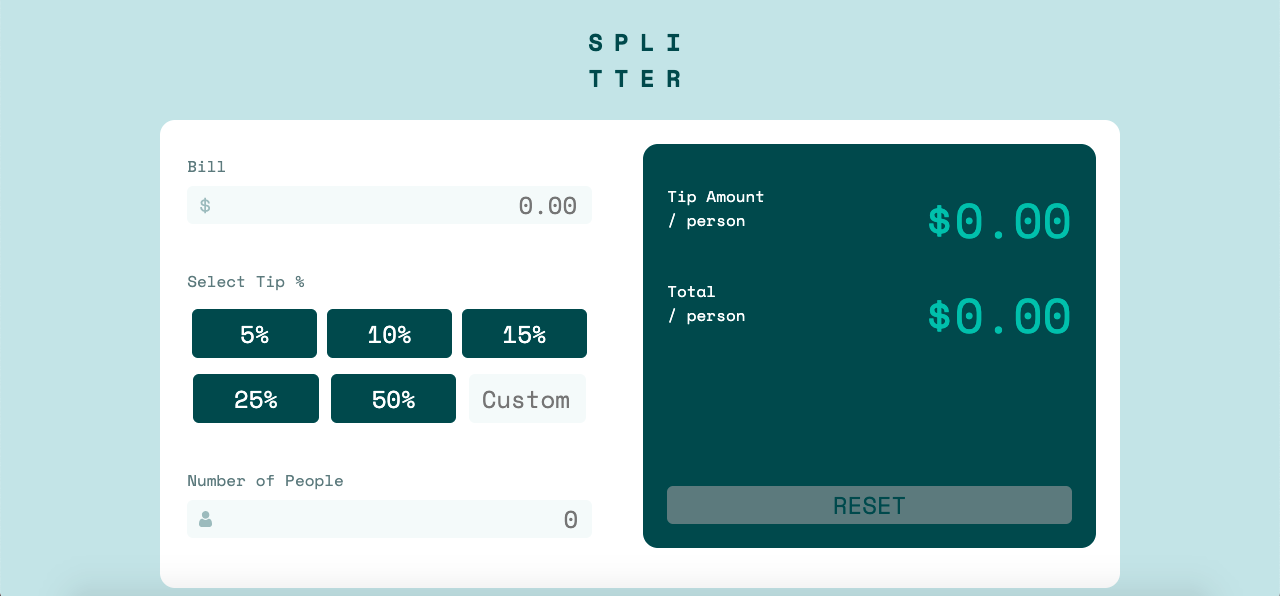 SPLI
TTER
Bill
$ 0.00
Select Tip %
5% 10% 15%
25% 50% Custom
Number of People
0
Tip Amount
/ person
$0.00
Total
/ person
$0.00
RESET